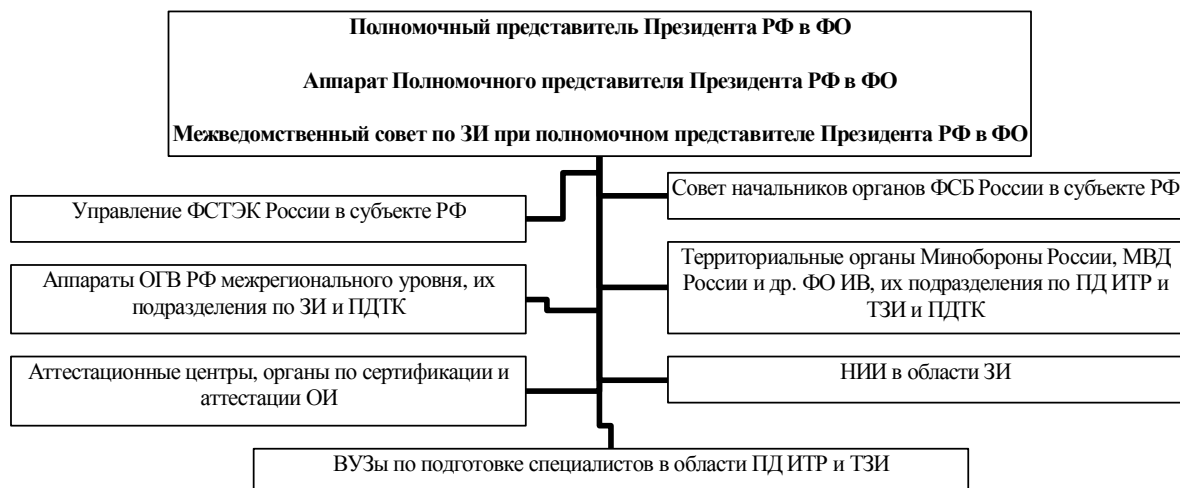 Полномочный представитель Президента РФ в ФО
Аппарат Полномочного представителя Президента РФ в ФО
Межведомственный совет по ЗИ при полномочном представителе Президента РФ в ФО
Управление ФСТЭК России в субъекте РФ
Совет начальников органов ФСБ России в субъекте РФ
Аппараты ОГВ РФ межрегионального уровня, их
подразделения по ЗИ и ПДТК
Территориальные органы Минобороны России, МВД
России и др. ФО ИВ, их подразделения по ПД ИТР и
ТЗИ и ПДТК
Аттестационные центры, органы по сертификации и
аттестации ОИ
НИИ в области ЗИ
ВУЗы по подготовке специалистов в области ПД ИТР и ТЗИ